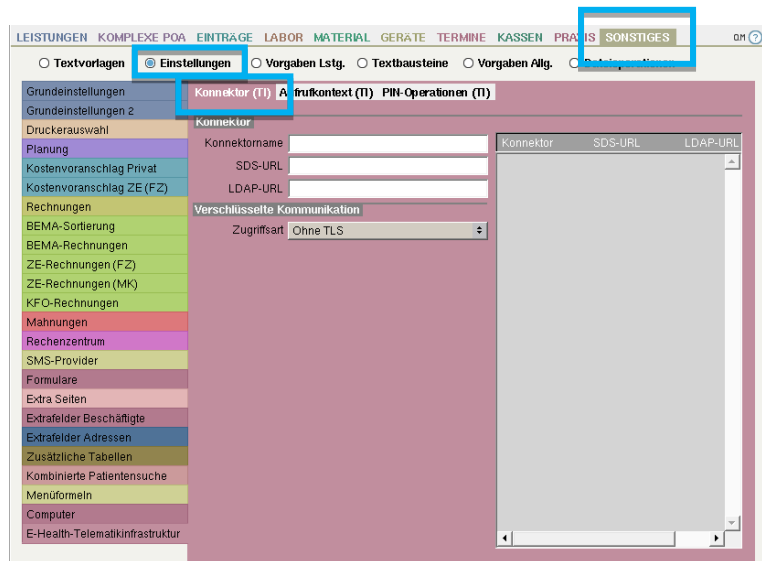 LEISTUNGEN KOMPLEXE POA EINTRÄGE LABOR MATERIAL GERÄTE TERMINE KASSEN PRAXIS SONSTIGES QM ?
Textvorlagen Einstellungen Vorgaben Lstg. Textbausteine Vorgaben Allg. Dateioperationen
Grundeinstellungen
Grundeinstellungen 2
Druckerauswahl
Planung
Kostenvoranschlag Privat
Kostenvoranschlag ZE (FZ)
Rechnungen
BEMA-Sortierung
BEMA-Rechnungen
ZE-Rechnungen (FZ)
ZE-Rechnungen (MK)
KFO-Rechnungen
Mahnungen
Rechenzentrum
SMS-Provider
Formulare
Extra Seiten
Extrafelder Beschäftigte
Extrafelder Adressen
Zusätzliche Tabellen
Kombinierte Patientensuche
Menüformeln
Computer
E-Health-Telematikinfrastruktur
Konnektor (TI) Aufrufkontext (TI) PIN-Operationen (TI)
Konnektor
Konnektorname
SDS-URL
LDAP-URL
Verschlüsselte Kommunikation
Zugriffsart Ohne TLS
Konnektor SDS-URL LDAP-URL